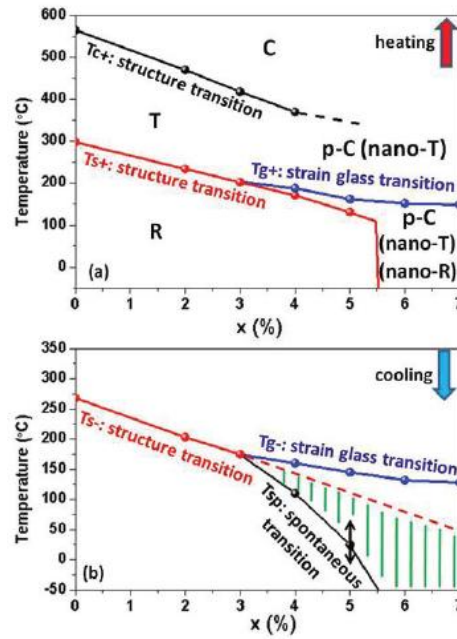 600
500
400
300
200
100
0
Temperature (°C)
C
heating
Tc+: structure transition
T
p-C (nano-T)
Ts+: structure transition
Tg+: strain glass transition
R
p-C
(nano-T)
(nano-R)
(a)
0 1 2 3 4 5 6 7
x (%)
350
300
250
200
150
100
50
0
-50
Temperature (°C)
cooling
Ts-: structure transition
Tg-: strain glass transition
Tsp: spontaneous
transition
(b)
0 1 2 3 4 5 6 7
x (%)